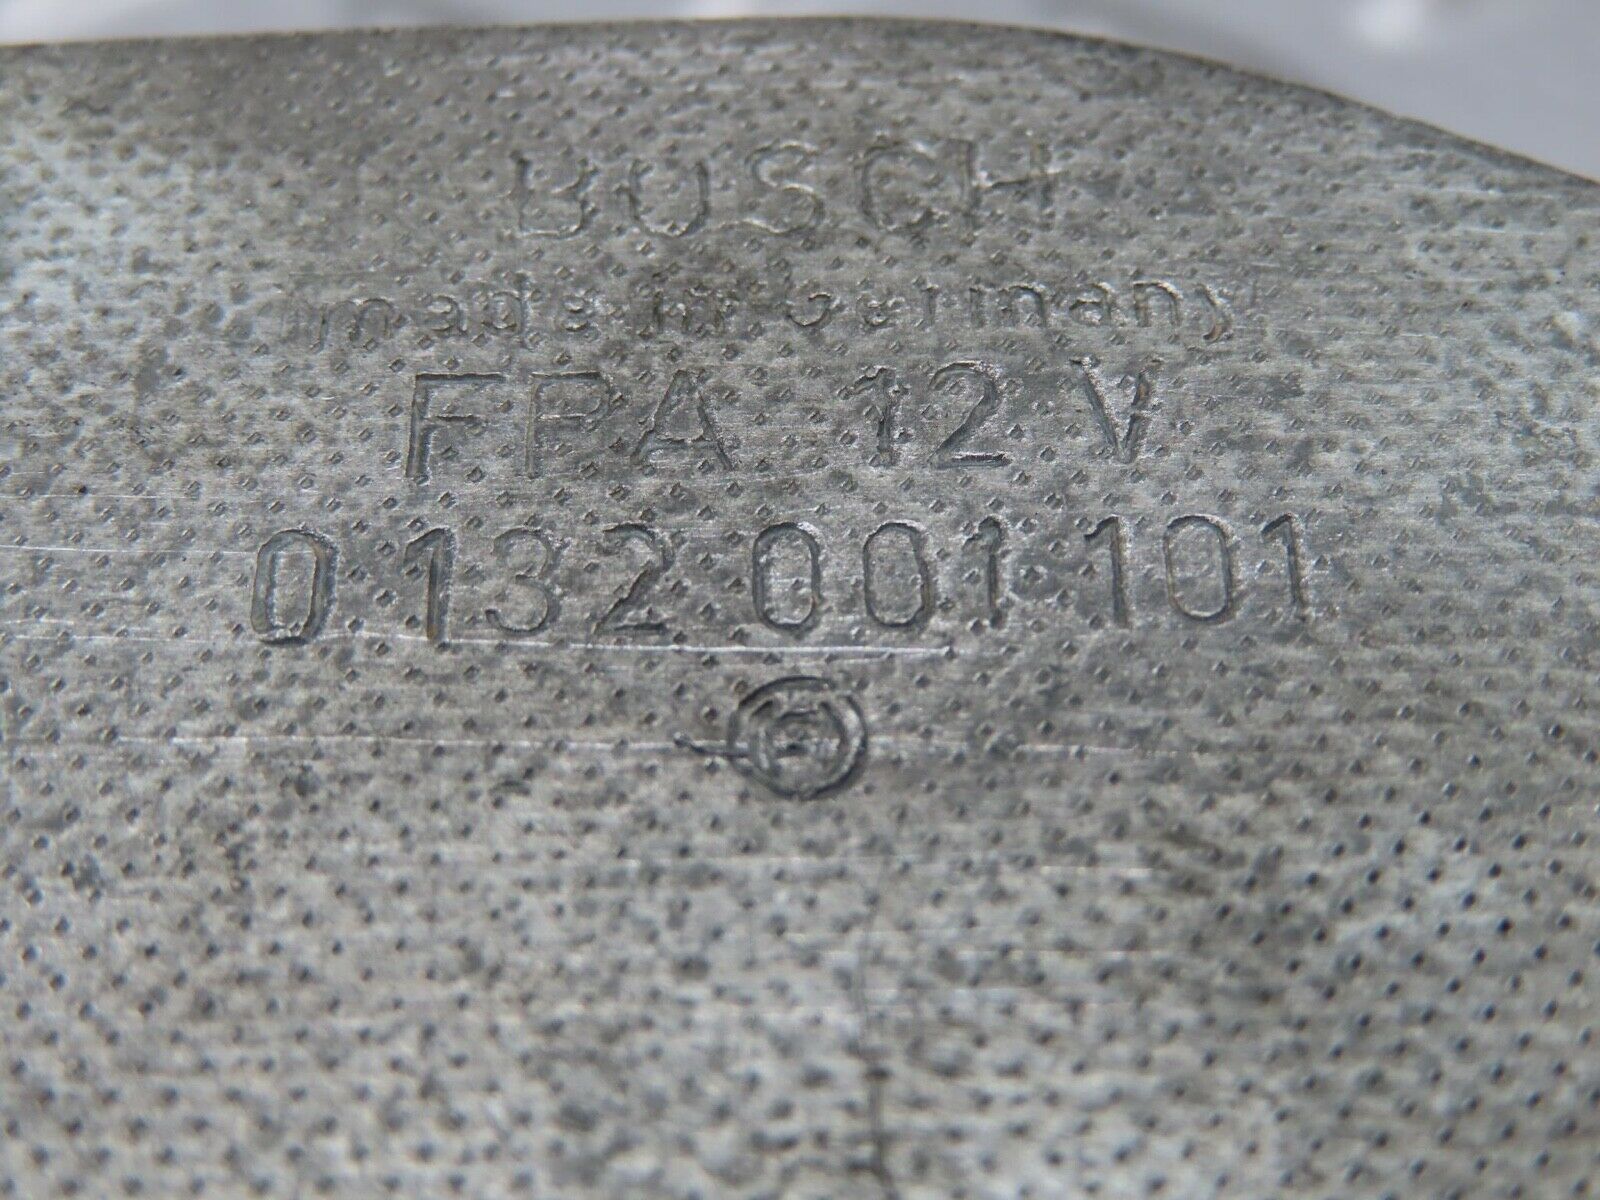 BOSCH
made in Germany
FPA 12 V
0 132 001 101